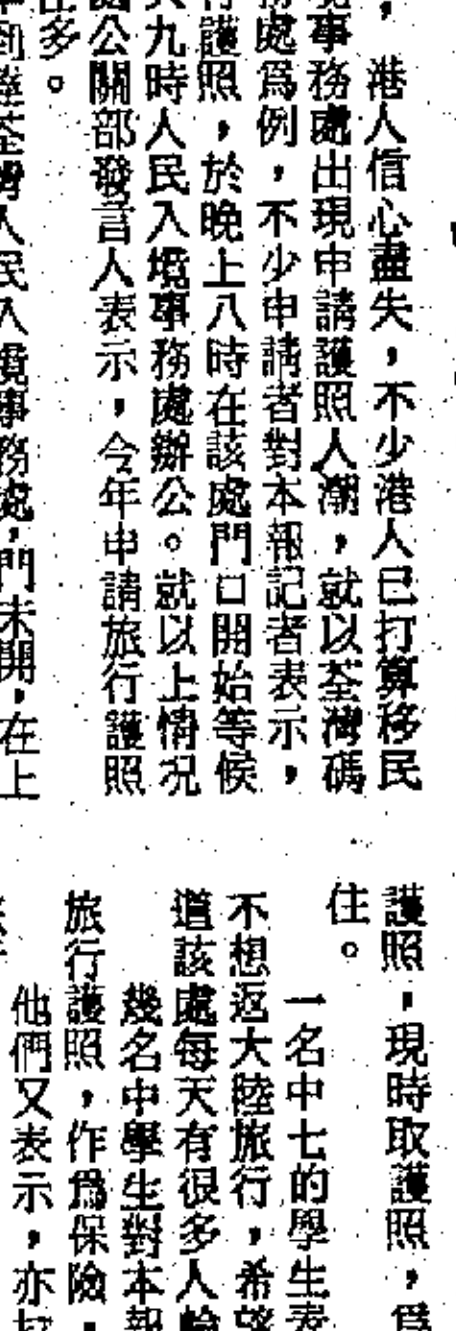 ，港人信心盡失，不少港人已打算移民
境事務處出現申請護照人潮，就以荃灣碼
務處爲例，不少申請者對本報記者表示，
行護照，於晚上八時在該處門口開始等候
九時人民入境事務處辦公。就以上情况
公關部發言人表示，今年申請旅行護照
在多。
到達荃灣人民入境事務處，門未開，在上
護照，現時取護照，爲
住。
一名中七的學生表
不想返大陸旅行，希望
道該處每天有很多人輪
幾名中學生對本報
旅行護照，作爲保險，
他們又表示，亦打